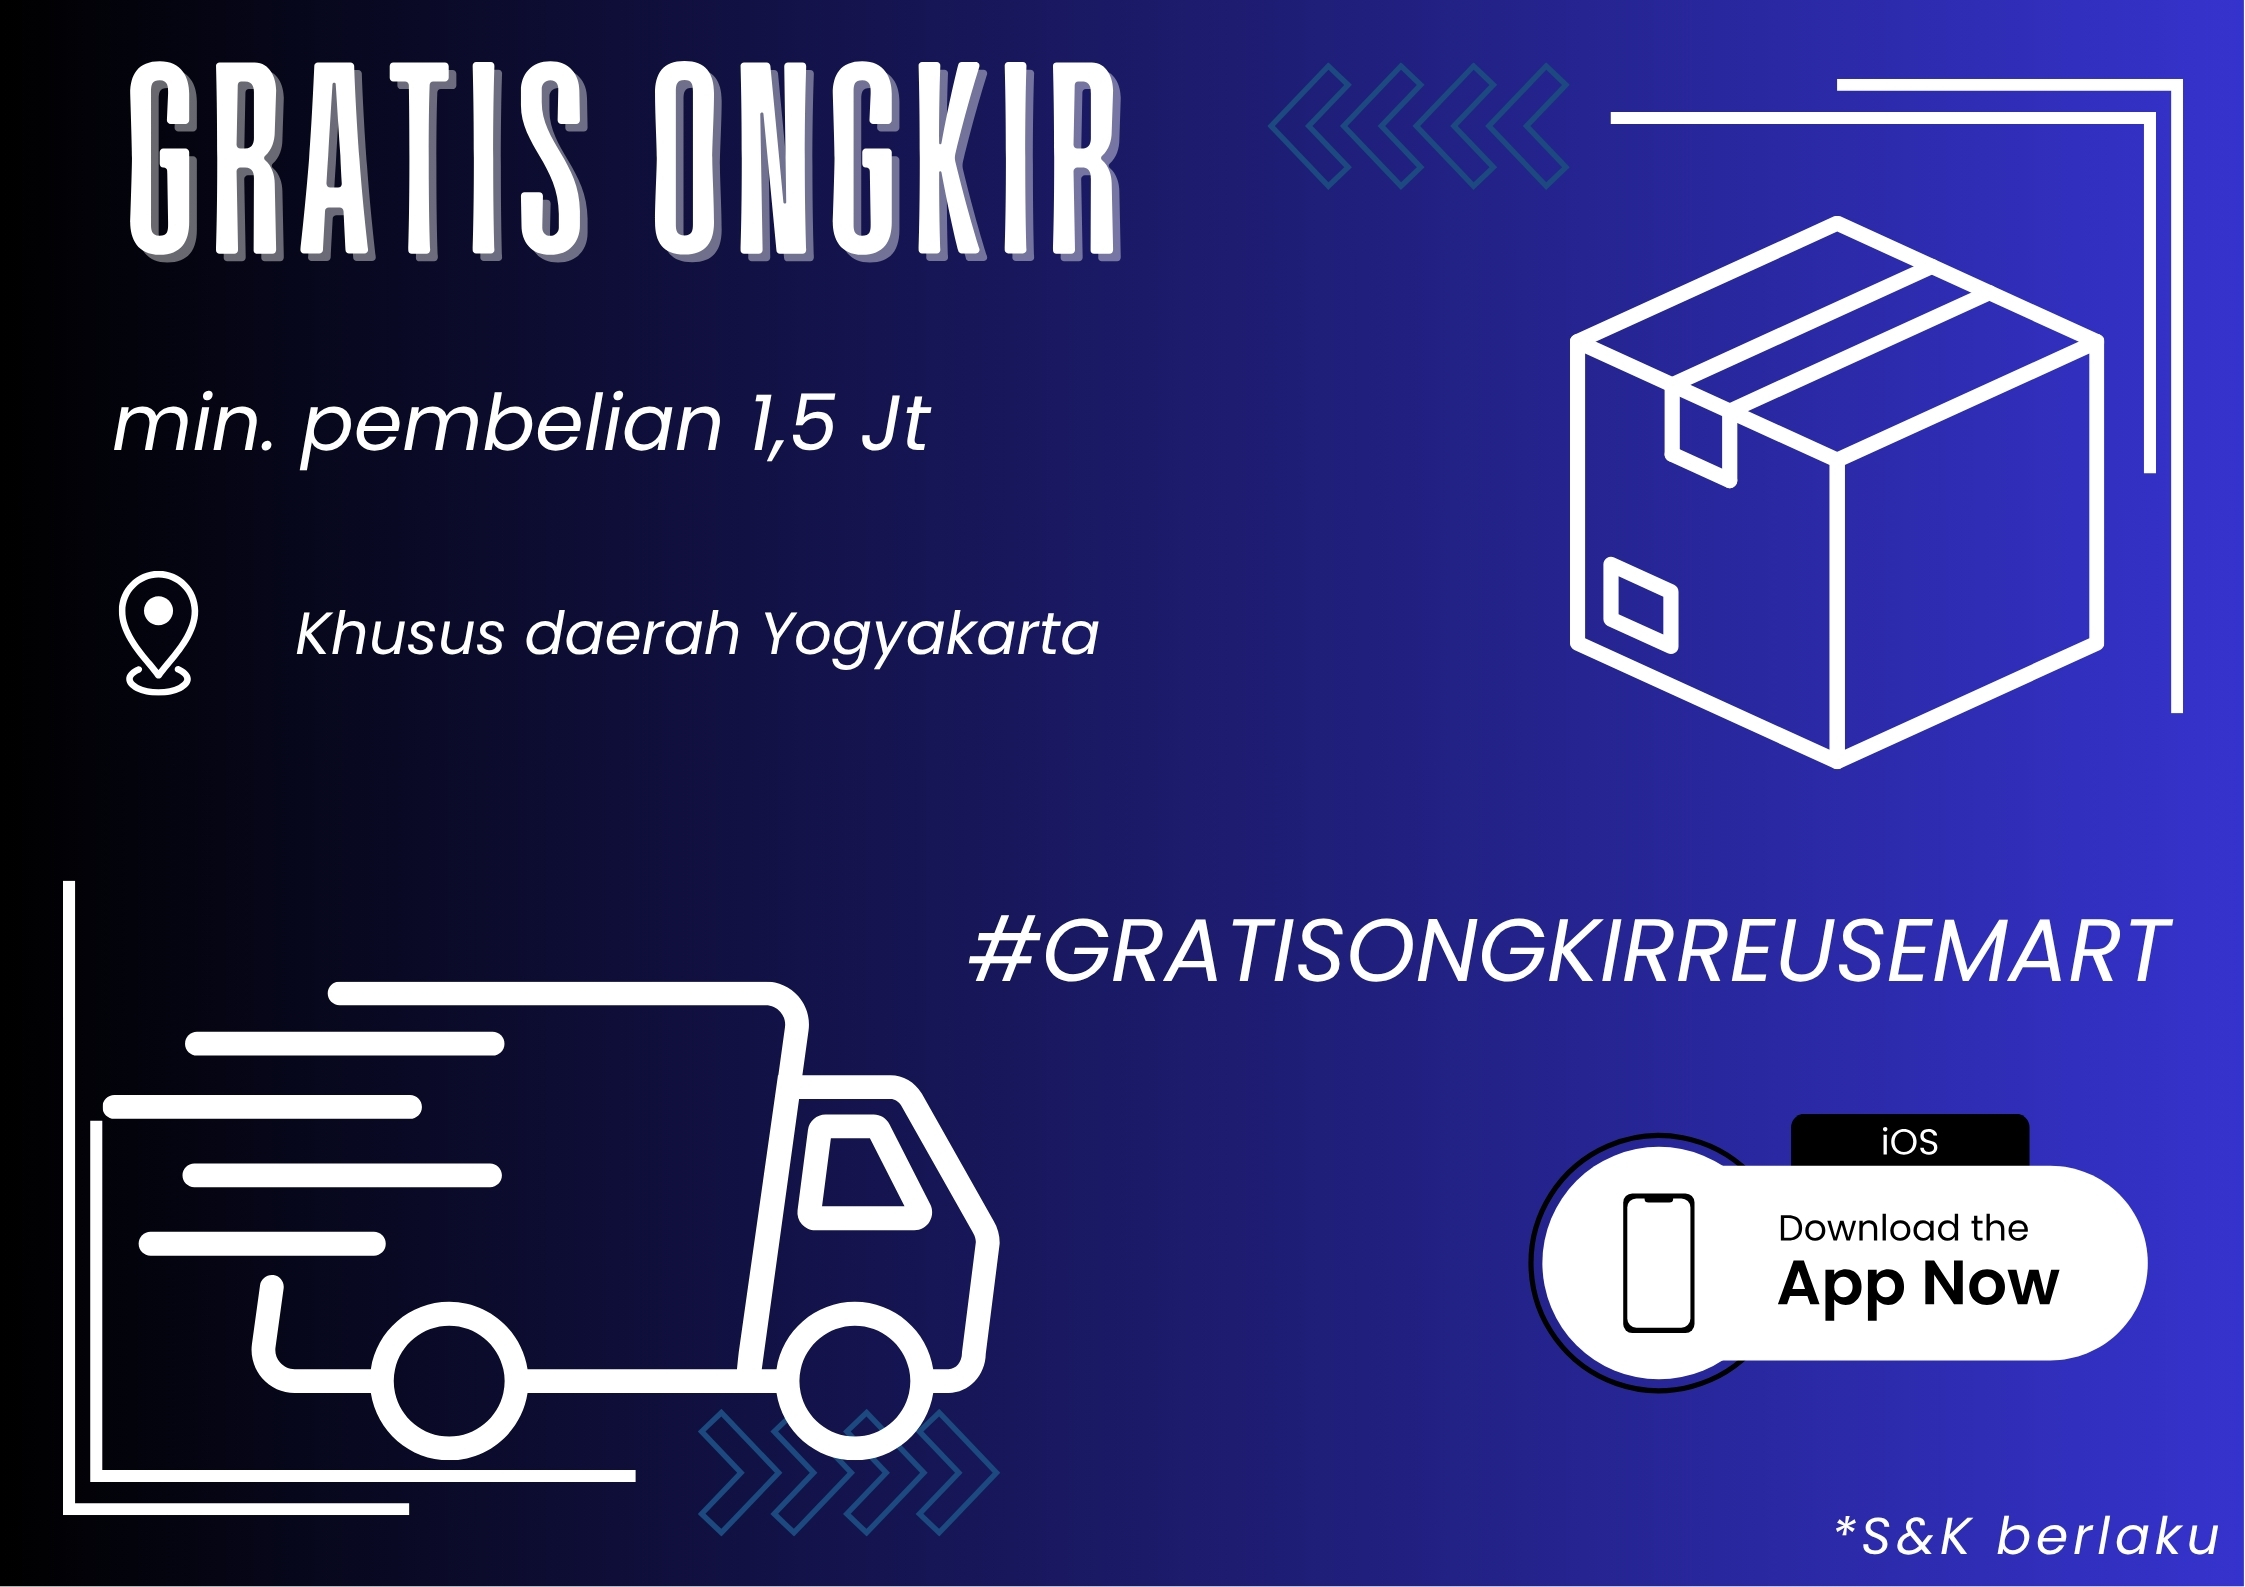 GRATIS ONGKIR
min. pembelian 1,5 Jt
Khusus daerah Yogyakarta
#GRATISONGKIRREUSEMART
iOS
Download the
App Now
*S&K berlaku